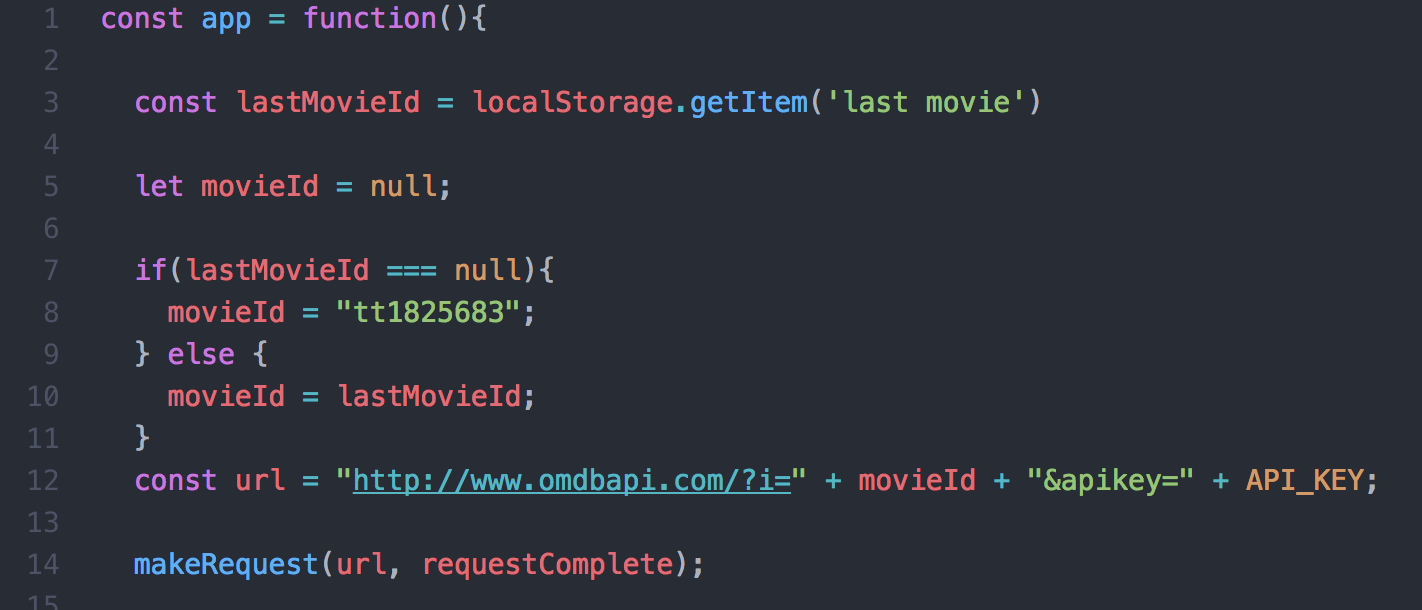 1 const app = function(){
2
3 const lastMovieId = localStorage.getItem('last movie')
4
5 let movieId = null;
6
7 if(lastMovieId === null){
8 movieId = "tt1825683";
9 } else {
10 movieId = lastMovieId;
11 }
12 const url = "http://www.omdbapi.com/?i=" + movieId + "&apikey=" + API_KEY;
13
14 makeRequest(url, requestComplete);
15